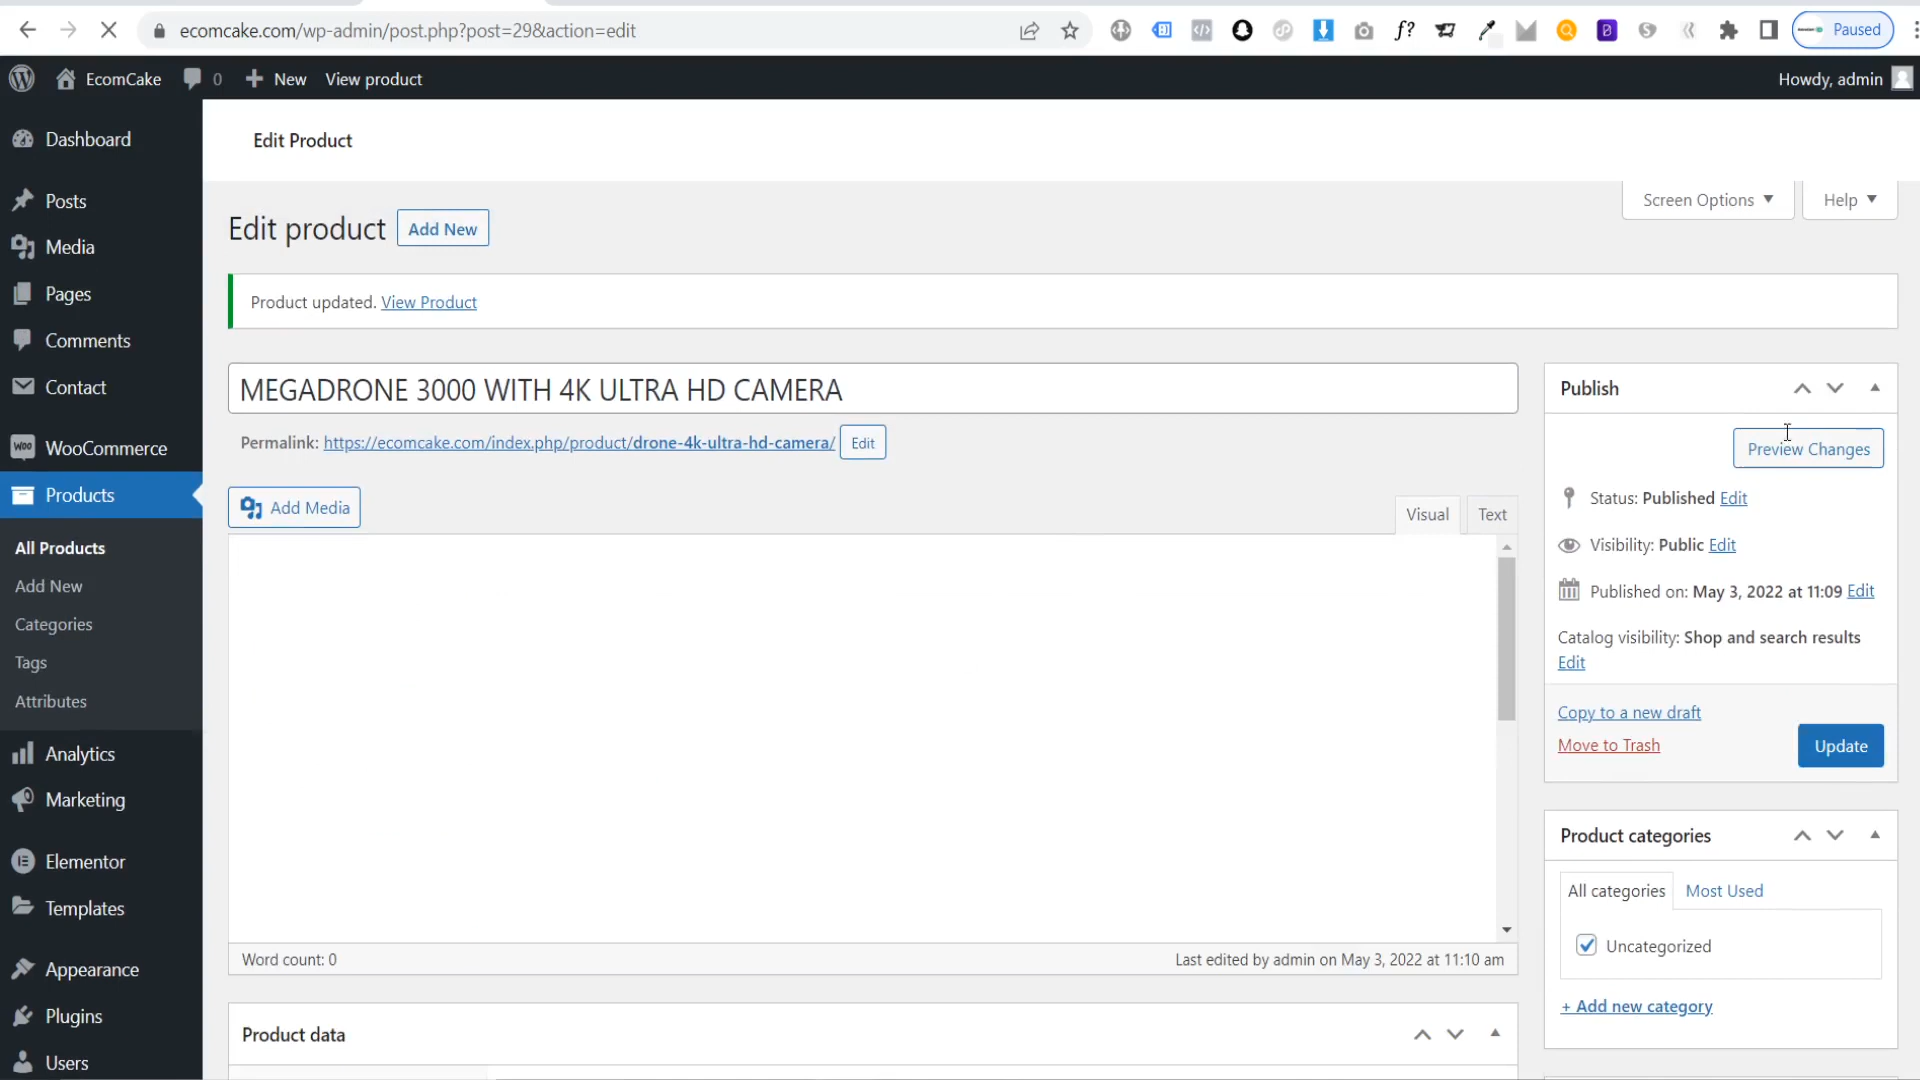 ecomcake.com/wp-admin/post.php?post=29&action=edit
f?
Paused
EcomCake
0
New
View product
Howdy, admin
Dashboard
Posts
Media
Pages
Comments
Contact
WooCommerce
Products
All Products
Add New
Categories
Tags
Attributes
Analytics
Marketing
Elementor
Templates
Appearance
Plugins
Users
Edit Product
Screen Options
Help
Edit product
Add New
Product updated. View Product
MEGADRONE 3000 WITH 4K ULTRA HD CAMERA
Permalink: https://ecomcake.com/index.php/product/drone-4k-ultra-hd-camera/ Edit
Add Media
Visual
Text
Word count: 0
Last edited by admin on May 3, 2022 at 11:10 am
Product data
Publish
Preview Changes
Status: Published Edit
Visibility: Public Edit
Published on: May 3, 2022 at 11:09 Edit
Catalog visibility: Shop and search results
Edit
Copy to a new draft
Move to Trash
Update
Product categories
All categories
Most Used
Uncategorized
+ Add new category